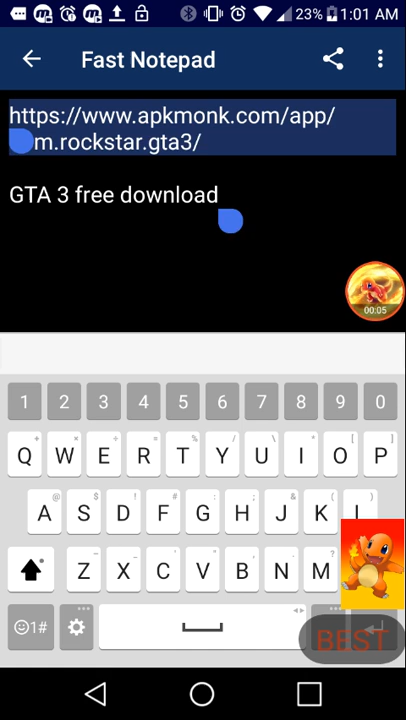 23% 1:01 AM
Fast Notepad
https://www.apkmonk.com/app/
m.rockstar.gta3/
GTA 3 free download
00:05
1 2 3 4 5 6 7 8 9 0
+ × ÷ = % / \ * [ ]
Q W E R T Y U I O P
@ $ ! # : ; & ( )
A S D F G H J K L
- ' " , ?
Z X C V B N M
1#
BEST